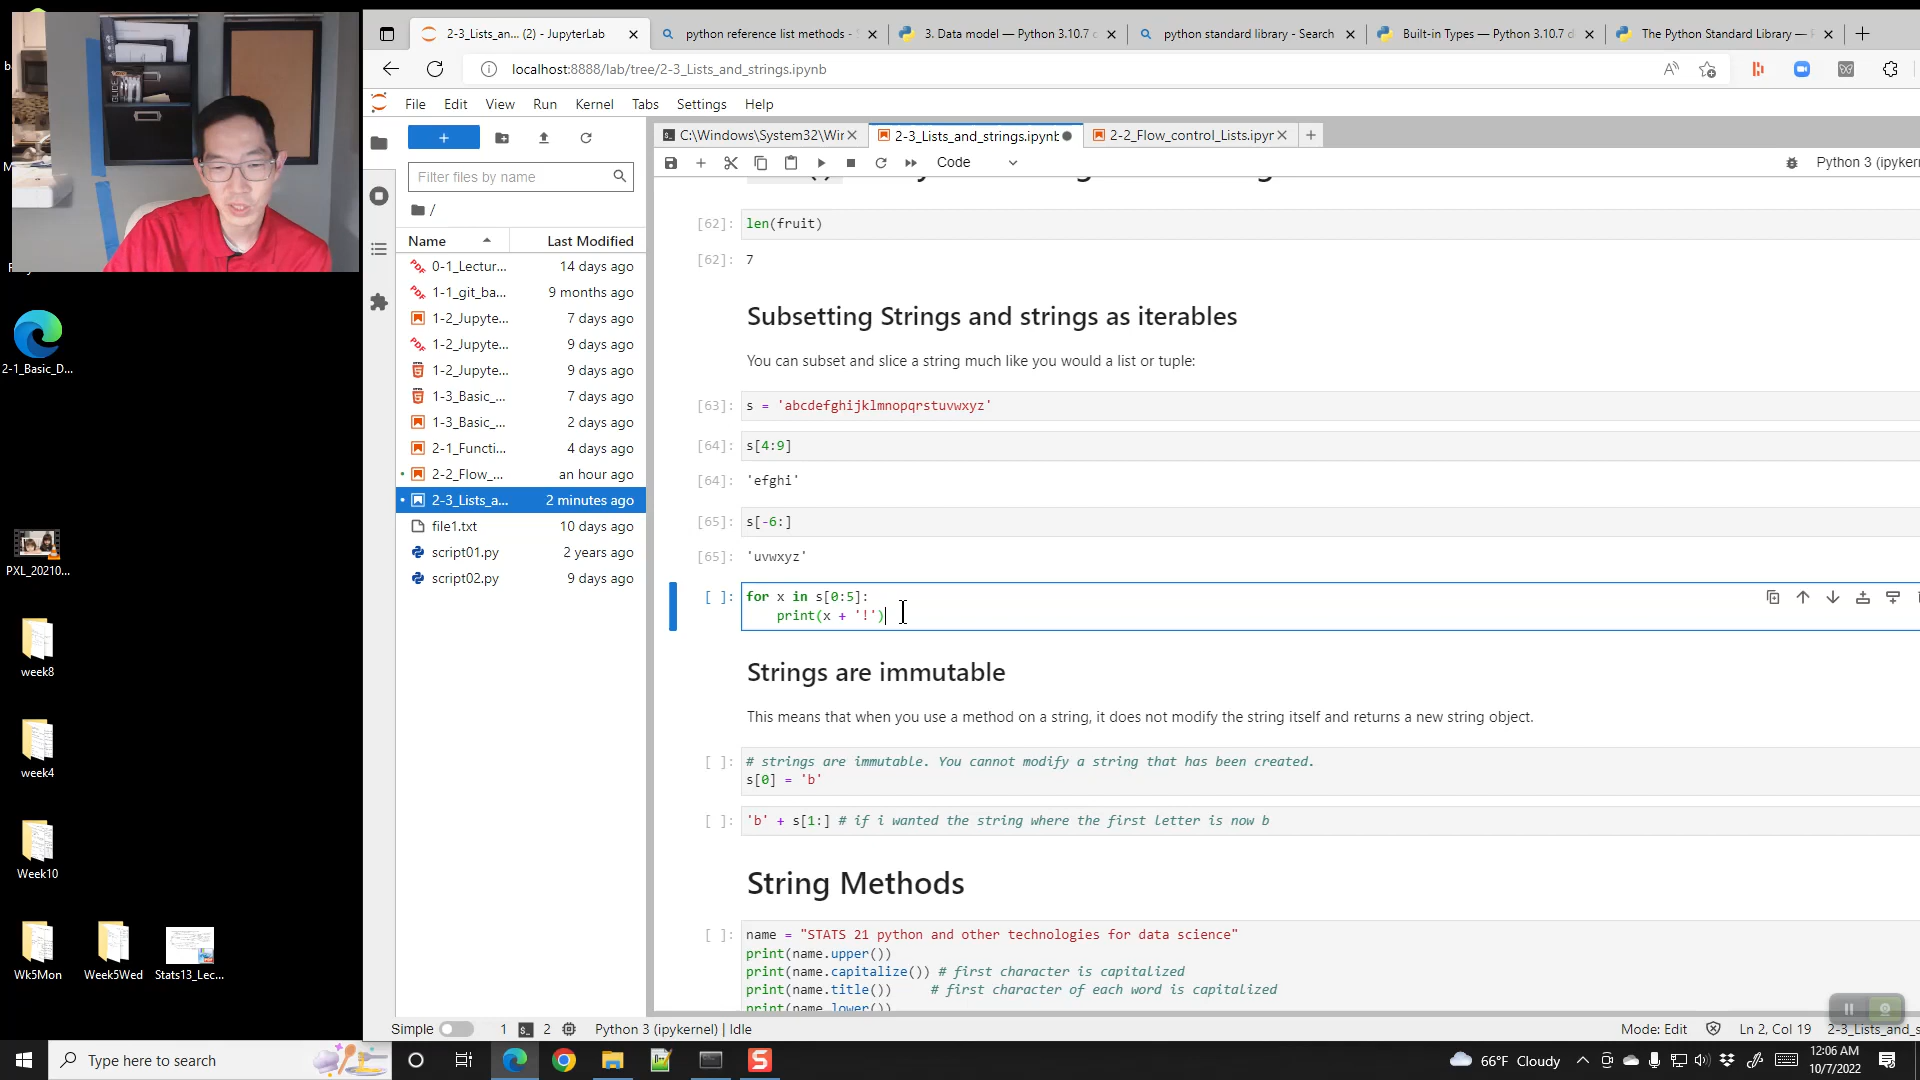 2-3_Lists_an... (2) - JupyterLab
python reference list methods -
3. Data model — Python 3.10.7
python standard library - Search
Built-in Types — Python 3.10.7 d
The Python Standard Library —
localhost:8888/lab/tree/2-3_Lists_and_strings.ipynb
File Edit View Run Kernel Tabs Settings Help
C:\Windows\System32\Wir
2-3_Lists_and_strings.ipynb
2-2_Flow_control_Lists.ipyr
Code
Python 3 (ipykern
Filter files by name
/
Name Last Modified
0-1_Lectur... 14 days ago
1-1_git_ba... 9 months ago
1-2_Jupyte... 7 days ago
1-2_Jupyte... 9 days ago
1-2_Jupyte... 9 days ago
1-3_Basic_... 7 days ago
1-3_Basic_... 2 days ago
2-1_Functi... 4 days ago
2-2_Flow_... an hour ago
2-3_Lists_a... 2 minutes ago
file1.txt 10 days ago
script01.py 2 years ago
script02.py 9 days ago
[62]: len(fruit)
[62]: 7
Subsetting Strings and strings as iterables
You can subset and slice a string much like you would a list or tuple:
[63]: s = 'abcdefghijklmnopqrstuvwxyz'
[64]: s[4:9]
[64]: 'efghi'
[65]: s[-6:]
[65]: 'uvwxyz'
[ ]: for x in s[0:5]:
print(x + '!')
Strings are immutable
This means that when you use a method on a string, it does not modify the string itself and returns a new string object.
[ ]: # strings are immutable. You cannot modify a string that has been created.
s[0] = 'b'
[ ]: 'b' + s[1:] # if i wanted the string where the first letter is now b
String Methods
[ ]: name = "STATS 21 python and other technologies for data science"
print(name.upper())
print(name.capitalize()) # first character is capitalized
print(name.title()) # first character of each word is capitalized
print(name.lower())
Simple 1 2 Python 3 (ipykernel) | Idle
Mode: Edit Ln 2, Col 19 2-3_Lists_and_s
2-1_Basic_D...
PXL_20210...
week8
week4
Week10
Wk5Mon
Week5Wed
Stats13_Lec...
Type here to search
66°F Cloudy
12:06 AM
10/7/2022